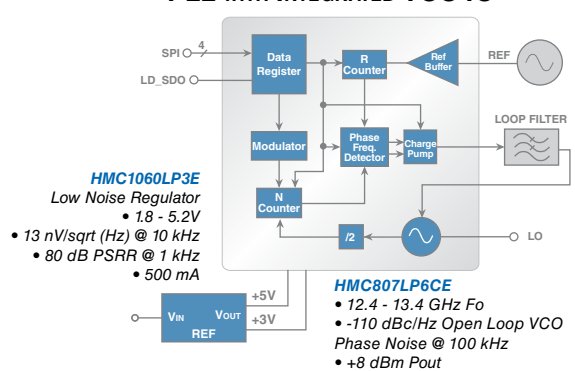 PLL WITH INTEGRATED VCO IC
SPI
4
Data
Register
R
Counter
Ref
Buffer
REF
LD_SDO
LOOP FILTER
Modulator
Phase
Freq.
Detector
Charge
Pump
N
Counter
/2
LO
HMC1060LP3E
Low Noise Regulator
• 1.8 - 5.2V
• 13 nV/sqrt (Hz) @ 10 kHz
• 80 dB PSRR @ 1 kHz
• 500 mA
+5V
+3V
VIN
VOUT
REF
HMC807LP6CE
• 12.4 - 13.4 GHz Fo
• -110 dBc/Hz Open Loop VCO
Phase Noise @ 100 kHz
• +8 dBm Pout